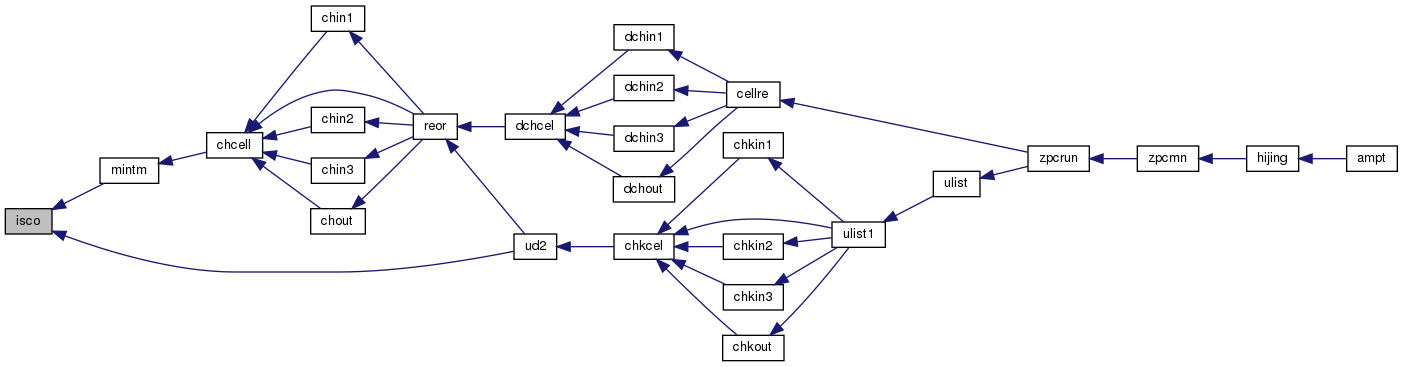 isco
mintm
chcell
chin1
chin2
chin3
chout
reor
ud2
dchcel
dchin1
dchin2
dchin3
dchout
chkcel
cellre
chkin1
chkin2
chkin3
chkout
ulist1
ulist
zpcrun
zpcmn
hijing
ampt